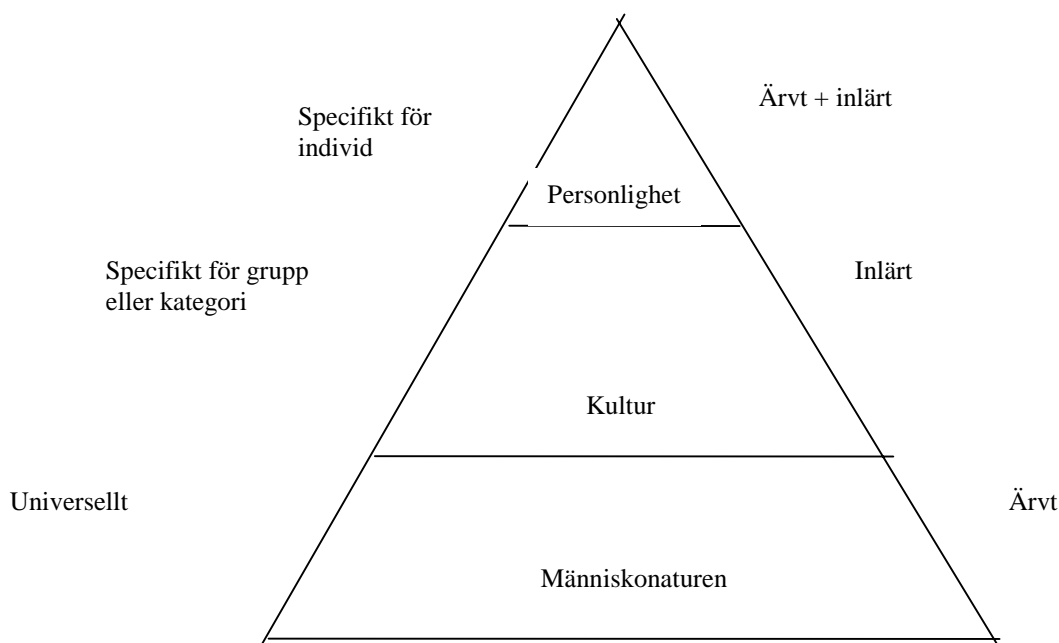 Ärvt + inlärt
Specifikt för
individ
Personlighet
Specifikt för grupp
eller kategori
Inlärt
Kultur
Universellt
Ärvt
Människonaturen